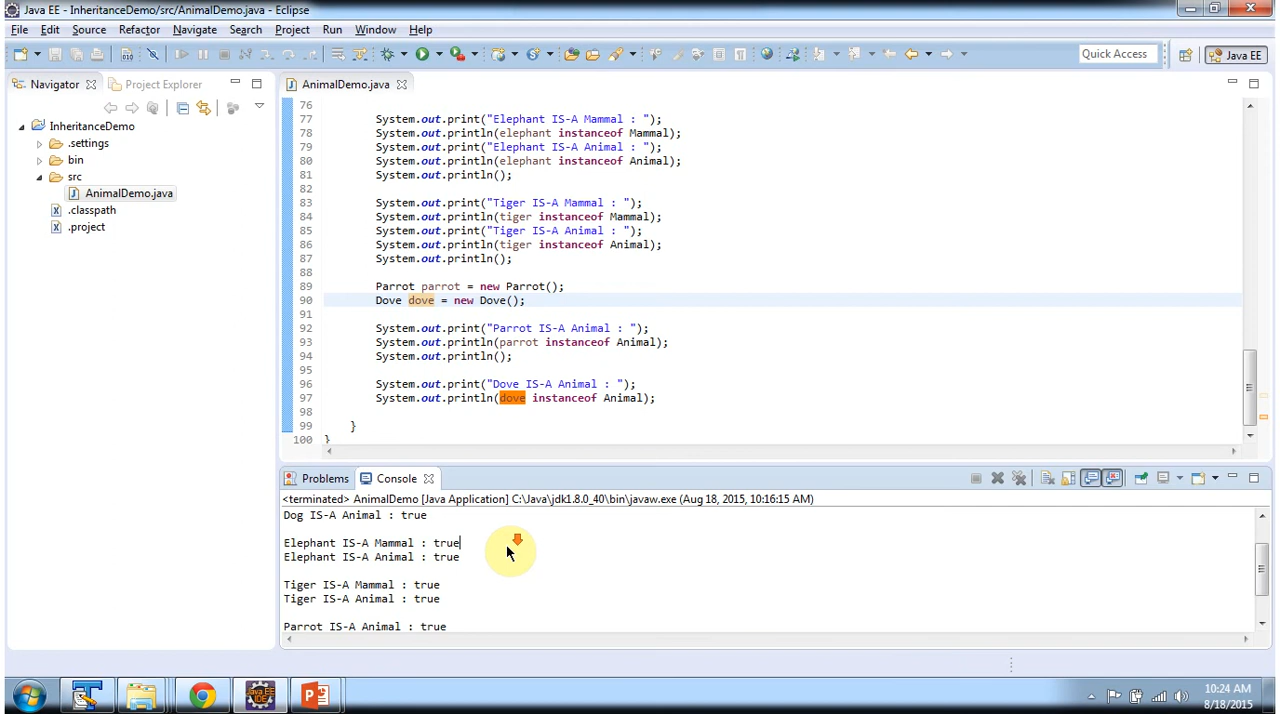 Java EE - InheritanceDemo/src/AnimalDemo.java - Eclipse
File Edit Source Refactor Navigate Search Project Run Window Help
Quick Access
Java EE
Navigator
Project Explorer
InheritanceDemo
.settings
bin
src
AnimalDemo.java
.classpath
.project
AnimalDemo.java
76
77 System.out.print("Elephant IS-A Mammal : ");
78 System.out.println(elephant instanceof Mammal);
79 System.out.print("Elephant IS-A Animal : ");
80 System.out.println(elephant instanceof Animal);
81 System.out.println();
82
83 System.out.print("Tiger IS-A Mammal : ");
84 System.out.println(tiger instanceof Mammal);
85 System.out.print("Tiger IS-A Animal : ");
86 System.out.println(tiger instanceof Animal);
87 System.out.println();
88
89 Parrot parrot = new Parrot();
90 Dove dove = new Dove();
91
92 System.out.print("Parrot IS-A Animal : ");
93 System.out.println(parrot instanceof Animal);
94 System.out.println();
95
96 System.out.print("Dove IS-A Animal : ");
97 System.out.println(dove instanceof Animal);
98
99 }
100 }
Problems Console
<terminated> AnimalDemo [Java Application] C:\Java\jdk1.8.0_40\bin\javaw.exe (Aug 18, 2015, 10:16:15 AM)
Dog IS-A Animal : true
Elephant IS-A Mammal : true
Elephant IS-A Animal : true
Tiger IS-A Mammal : true
Tiger IS-A Animal : true
Parrot IS-A Animal : true
10:24 AM
8/18/2015